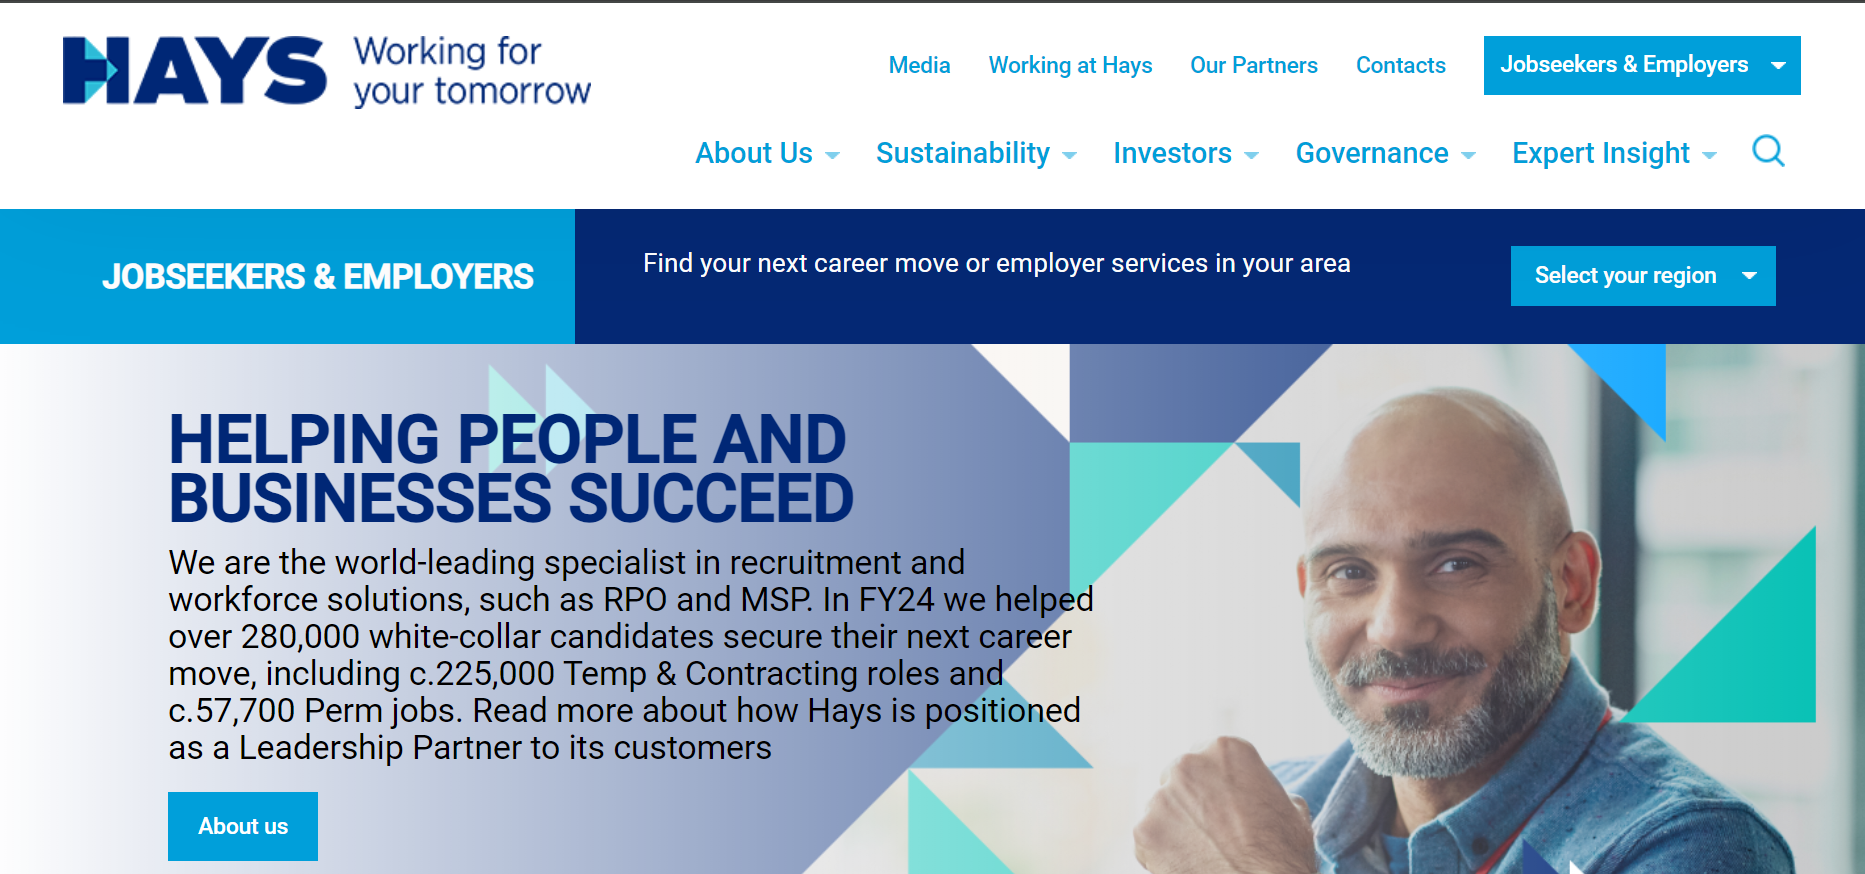 HAYS
Working for
your tomorrow
Media
Working at Hays
Our Partners
Contacts
Jobseekers & Employers
About Us
Sustainability
Investors
Governance
Expert Insight
JOBSEEKERS & EMPLOYERS
Find your next career move or employer services in your area
Select your region
HELPING PEOPLE AND
BUSINESSES SUCCEED
We are the world-leading specialist in recruitment and
workforce solutions, such as RPO and MSP. In FY24 we helped
over 280,000 white-collar candidates secure their next career
move, including c.225,000 Temp & Contracting roles and
c.57,700 Perm jobs. Read more about how Hays is positioned
as a Leadership Partner to its customers
About us